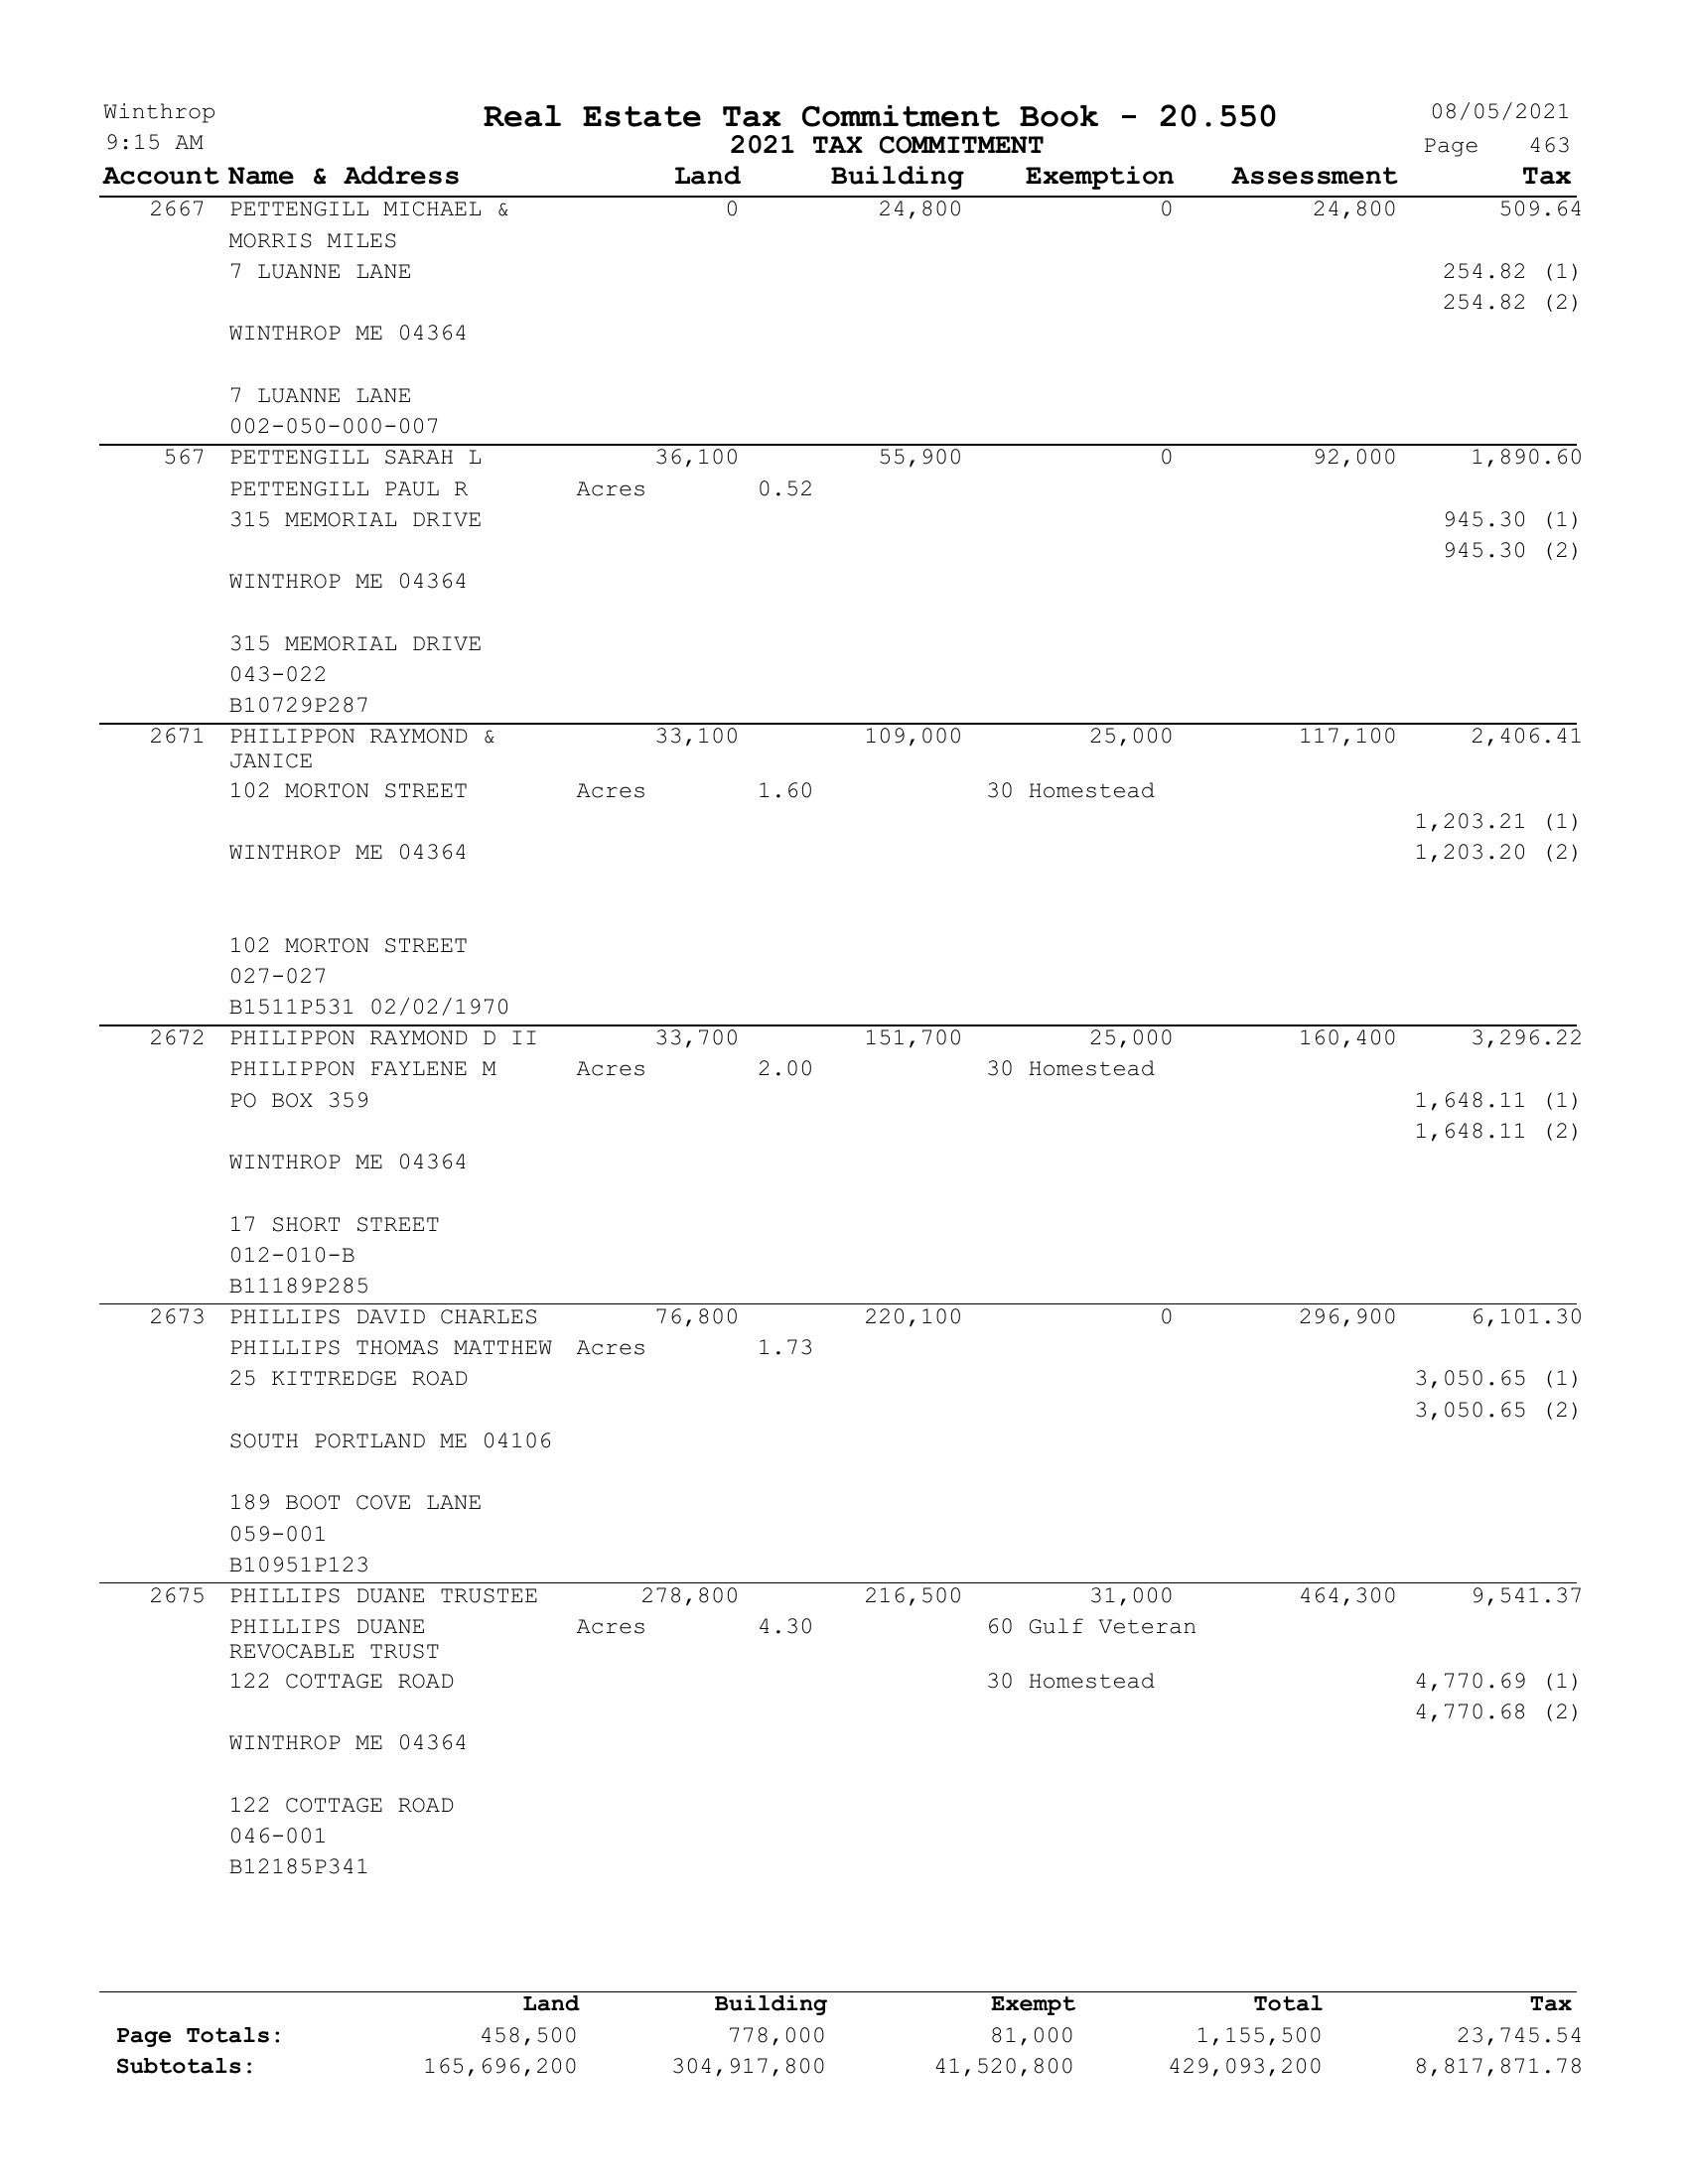 Winthrop Real Estate Tax Commitment Book - 20.550 08/05/2021
9:15 AM 2021 TAX COMMITMENT Page 463
Account Name & Address Land Building Exemption Assessment Tax
2667 PETTENGILL MICHAEL & 0 24,800 0 24,800 509.64
MORRIS MILES
7 LUANNE LANE 254.82 (1)
254.82 (2)
WINTHROP ME 04364
7 LUANNE LANE
002-050-000-007
567 PETTENGILL SARAH L 36,100 55,900 0 92,000 1,890.60
PETTENGILL PAUL R Acres 0.52
315 MEMORIAL DRIVE 945.30 (1)
945.30 (2)
WINTHROP ME 04364
315 MEMORIAL DRIVE
043-022
B10729P287
2671 PHILIPPON RAYMOND & 33,100 109,000 25,000 117,100 2,406.41
JANICE
102 MORTON STREET Acres 1.60 30 Homestead
1,203.21 (1)
WINTHROP ME 04364 1,203.20 (2)
102 MORTON STREET
027-027
B1511P531 02/02/1970
2672 PHILIPPON RAYMOND D II 33,700 151,700 25,000 160,400 3,296.22
PHILIPPON FAYLENE M Acres 2.00 30 Homestead
PO BOX 359 1,648.11 (1)
1,648.11 (2)
WINTHROP ME 04364
17 SHORT STREET
012-010-B
B11189P285
2673 PHILLIPS DAVID CHARLES 76,800 220,100 0 296,900 6,101.30
PHILLIPS THOMAS MATTHEW Acres 1.73
25 KITTREDGE ROAD 3,050.65 (1)
3,050.65 (2)
SOUTH PORTLAND ME 04106
189 BOOT COVE LANE
059-001
B10951P123
2675 PHILLIPS DUANE TRUSTEE 278,800 216,500 31,000 464,300 9,541.37
PHILLIPS DUANE Acres 4.30 60 Gulf Veteran
REVOCABLE TRUST
122 COTTAGE ROAD 30 Homestead 4,770.69 (1)
4,770.68 (2)
WINTHROP ME 04364
122 COTTAGE ROAD
046-001
B12185P341
Land Building Exempt Total Tax
Page Totals: 458,500 778,000 81,000 1,155,500 23,745.54
Subtotals: 165,696,200 304,917,800 41,520,800 429,093,200 8,817,871.78